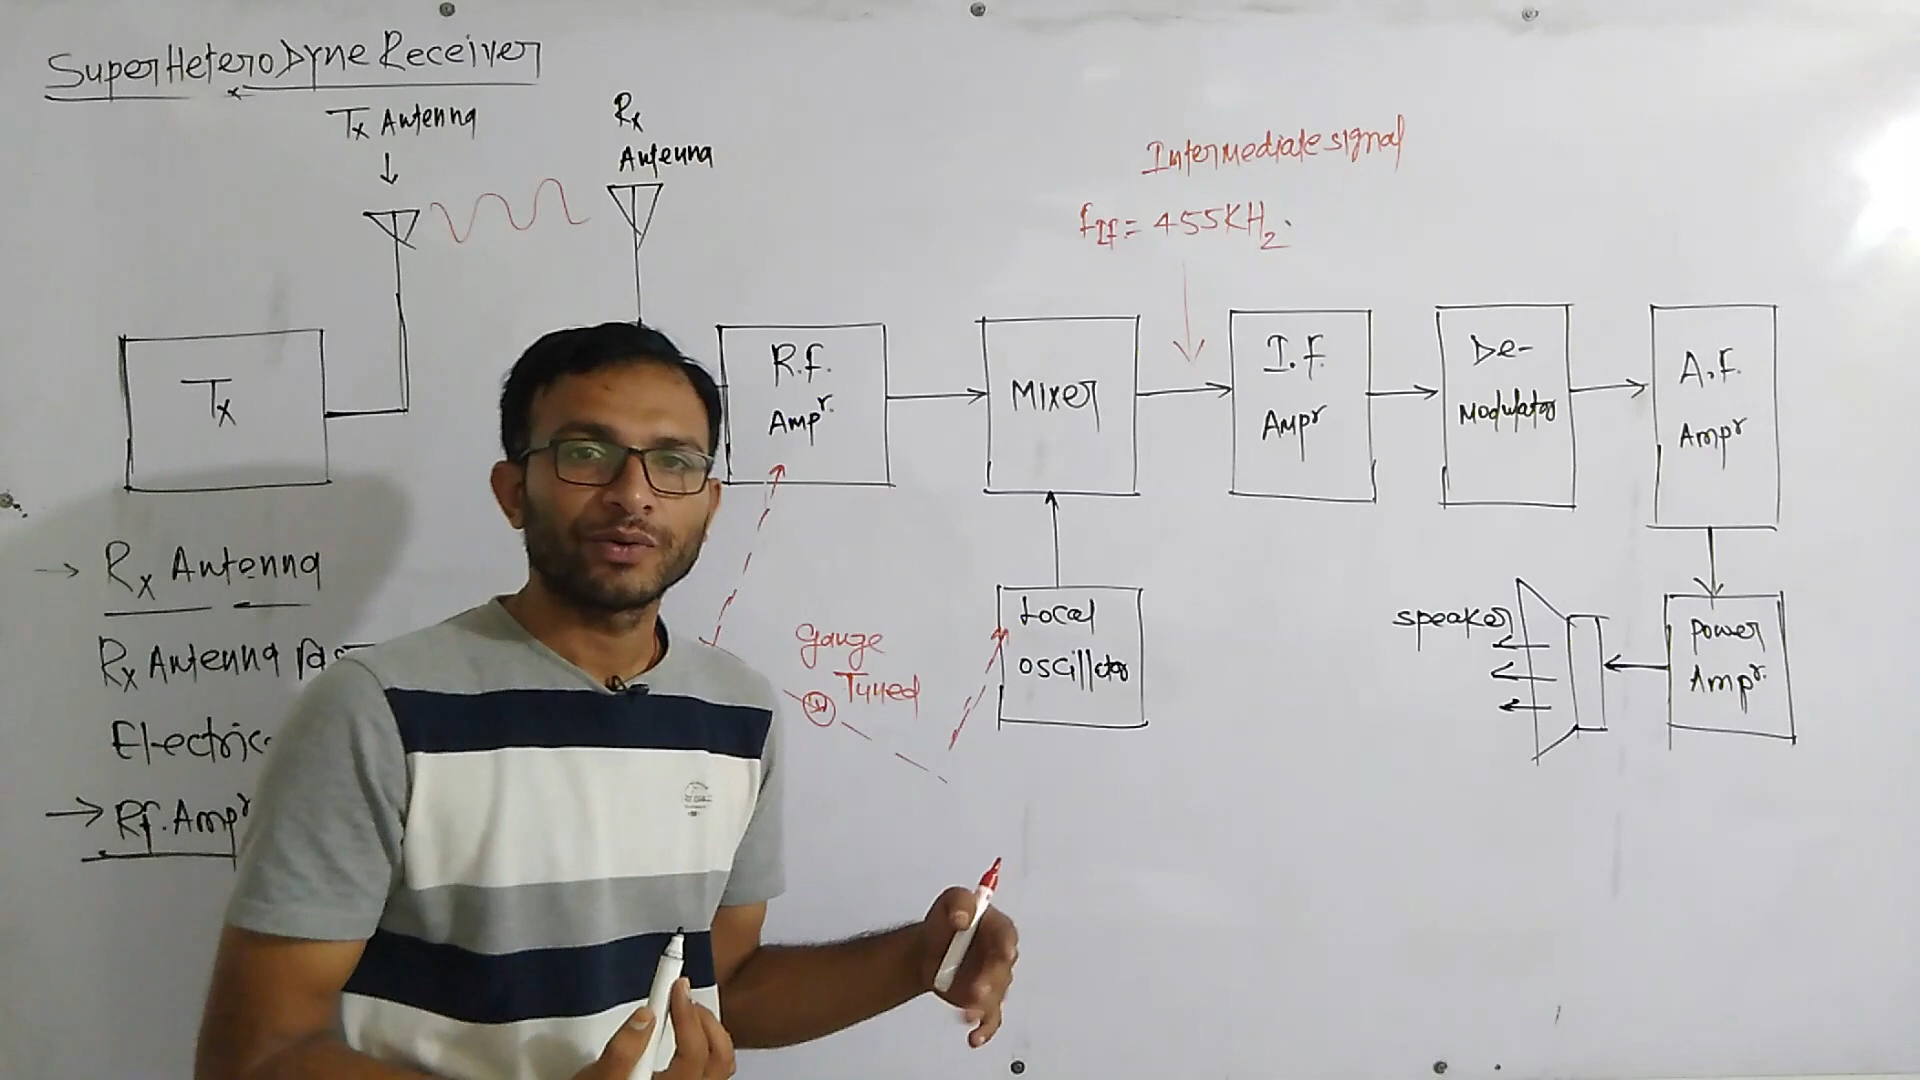 SuperHeteroDyne Receiver
Tx Antenna
Rx
Antenna
Intermediate signal
fIf = 455KHz.
Tx
R.f.
Ampr.
Mixer
I.f.
Ampr
De-
Modulator
A.f.
Ampr
→ Rx Antenna
Rx Antenna
Electric
→ Rf. Ampr
Gauge
Tuned
Local
oscillator
speaker
power
Ampr.